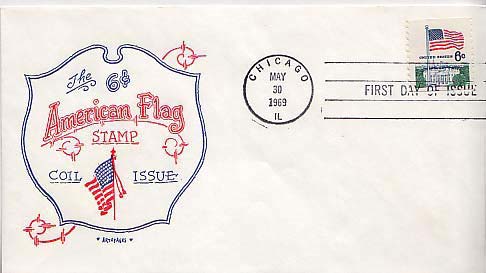 The 6¢
American Flag
STAMP
COIL ISSUE
ARTOPAGES
CHICAGO
MAY
30
1969
IL
FIRST DAY OF ISSUE
UNITED STATES 6¢